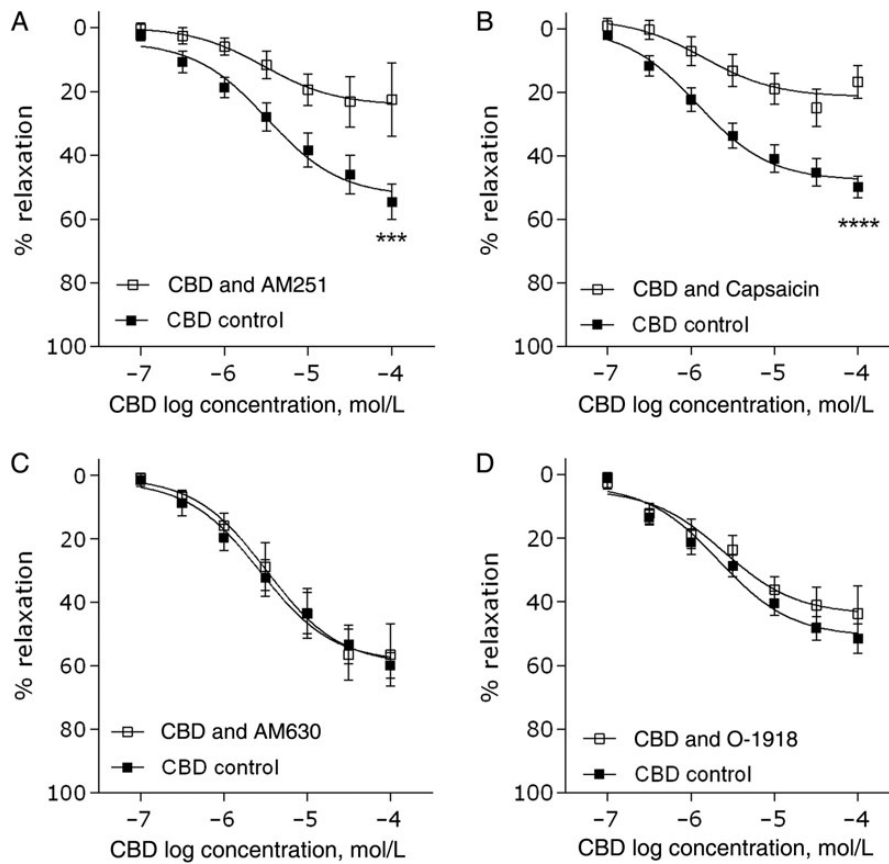 A
0
20
40
60
80
100
% relaxation
***
CBD and AM251
CBD control
–7
–6
–5
–4
CBD log concentration, mol/L
B
0
20
40
60
80
100
% relaxation
****
CBD and Capsaicin
CBD control
–7
–6
–5
–4
CBD log concentration, mol/L
C
0
20
40
60
80
100
% relaxation
CBD and AM630
CBD control
–7
–6
–5
–4
CBD log concentration, mol/L
D
0
20
40
60
80
100
% relaxation
CBD and O-1918
CBD control
–7
–6
–5
–4
CBD log concentration, mol/L